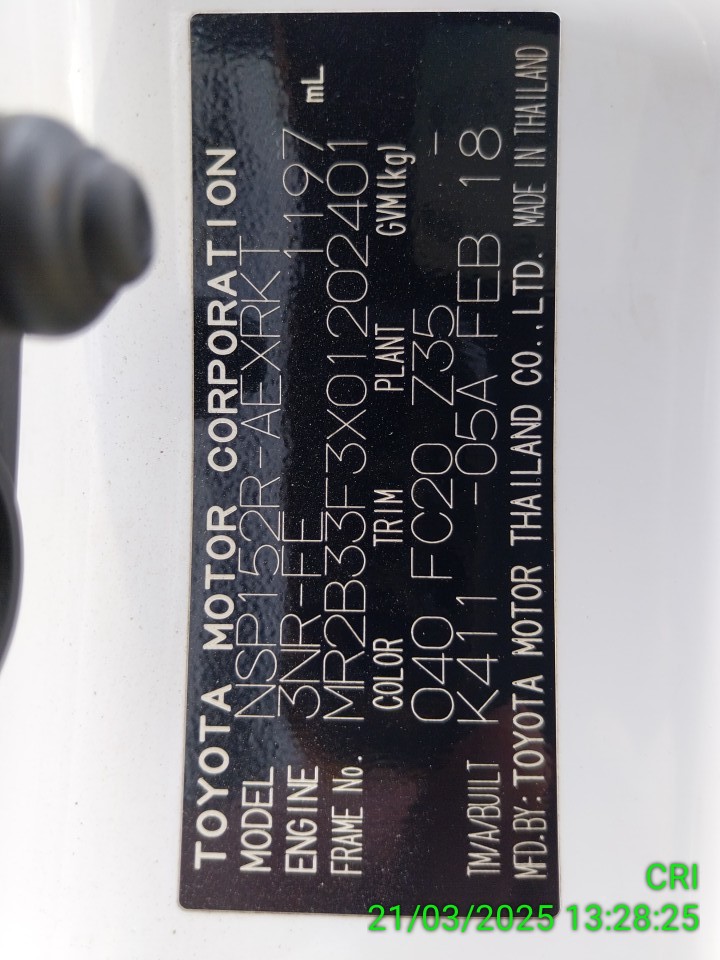 TOYOTA MOTOR CORPORATION
MODEL NSP152R-AEXRKT
ENGINE 3NR-FE 1197 mL
FRAME No. MR2B33F3X01202401
COLOR TRIM PLANT GVM(kg)
040 FC20 Z35 -
TM/A/BUILT K411 -05A FEB 18
MFD.BY: TOYOTA MOTOR THAILAND CO.,LTD. MADE IN THAILAND
CRI
21/03/2025 13:28:25